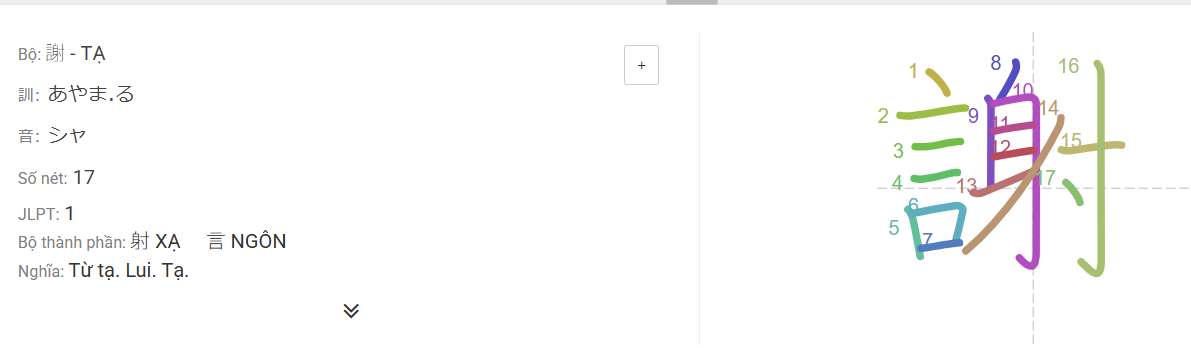 Bộ: 謝 - TẠ
+
訓: あやま.る
音: シヤ
Số nét: 17
JLPT: 1
Bộ thành phần: 射 XẠ 言 NGÔN
Nghĩa: Từ tạ. Lui. Tạ.
謝
1
2
3
4
5
6
7
8
9
10
11
12
13
14
15
16
17